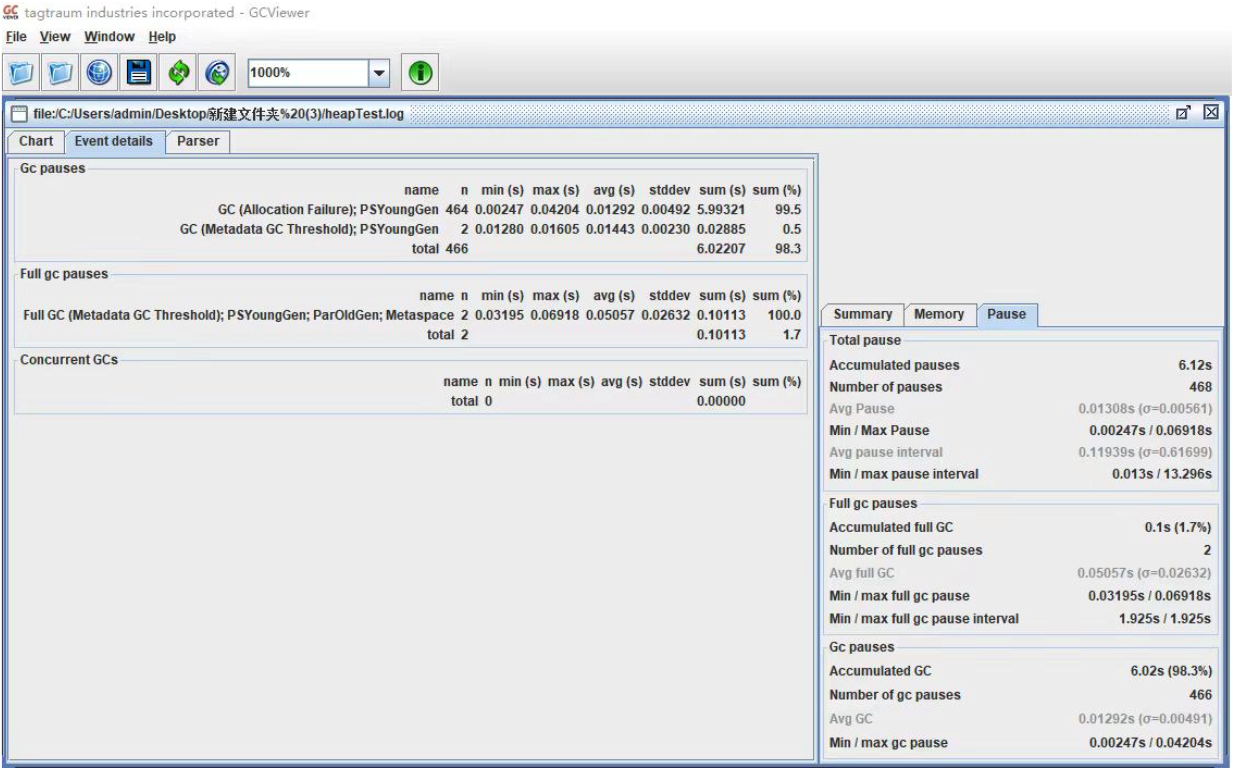 GC VIEWER tagtraum industries incorporated - GCViewer
File View Window Help
1000%
file:/C:/Users/admin/Desktop/新建文件夹%20(3)/heapTest.log
Chart Event details Parser
Gc pauses
name n min (s) max (s) avg (s) stddev sum (s) sum (%)
GC (Allocation Failure); PSYoungGen 464 0.00247 0.04204 0.01292 0.00492 5.99321 99.5
GC (Metadata GC Threshold); PSYoungGen 2 0.01280 0.01605 0.01443 0.00230 0.02885 0.5
total 466 6.02207 98.3
Full gc pauses
name n min (s) max (s) avg (s) stddev sum (s) sum (%)
Full GC (Metadata GC Threshold); PSYoungGen; ParOldGen; Metaspace 2 0.03195 0.06918 0.05057 0.02632 0.10113 100.0
total 2 0.10113 1.7
Concurrent GCs
name n min (s) max (s) avg (s) stddev sum (s) sum (%)
total 0 0.00000
Summary Memory Pause
Total pause
Accumulated pauses 6.12s
Number of pauses 468
Avg Pause 0.01308s (σ=0.00561)
Min / Max Pause 0.00247s / 0.06918s
Avg pause interval 0.11939s (σ=0.61699)
Min / max pause interval 0.013s / 13.296s
Full gc pauses
Accumulated full GC 0.1s (1.7%)
Number of full gc pauses 2
Avg full GC 0.05057s (σ=0.02632)
Min / max full gc pause 0.03195s / 0.06918s
Min / max full gc pause interval 1.925s / 1.925s
Gc pauses
Accumulated GC 6.02s (98.3%)
Number of gc pauses 466
Avg GC 0.01292s (σ=0.00491)
Min / max gc pause 0.00247s / 0.04204s